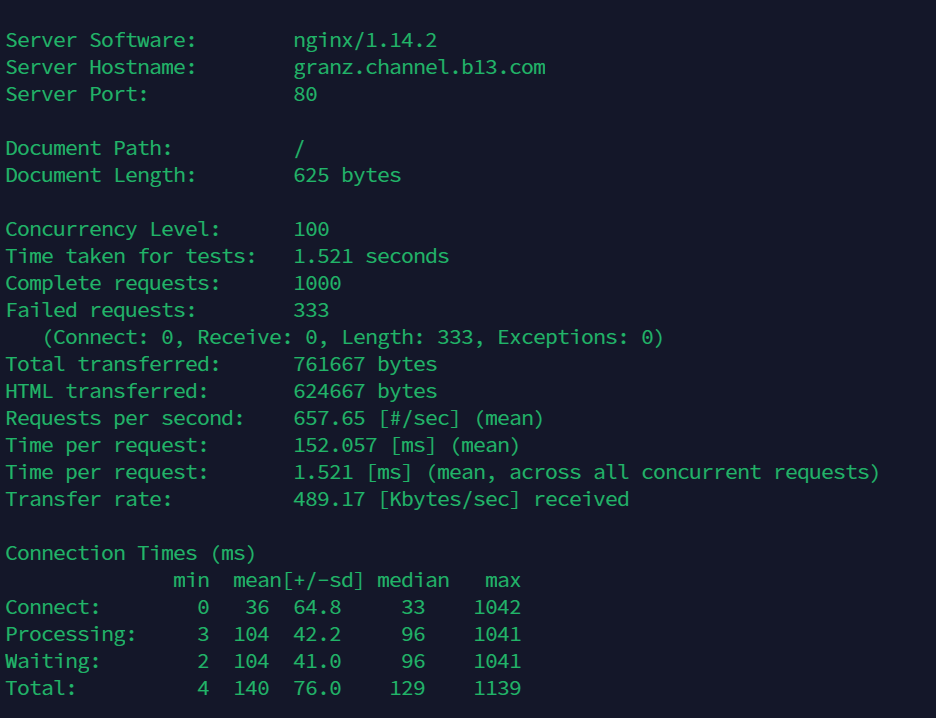 Server Software:        nginx/1.14.2
Server Hostname:        granz.channel.b13.com
Server Port:            80

Document Path:          /
Document Length:        625 bytes

Concurrency Level:      100
Time taken for tests:   1.521 seconds
Complete requests:      1000
Failed requests:        333
   (Connect: 0, Receive: 0, Length: 333, Exceptions: 0)
Total transferred:      761667 bytes
HTML transferred:       624667 bytes
Requests per second:    657.65 [#/sec] (mean)
Time per request:       152.057 [ms] (mean)
Time per request:       1.521 [ms] (mean, across all concurrent requests)
Transfer rate:          489.17 [Kbytes/sec] received

Connection Times (ms)
              min  mean[+/-sd] median   max
Connect:        0   36  64.8     33    1042
Processing:     3  104  42.2     96    1041
Waiting:        2  104  41.0     96    1041
Total:          4  140  76.0    129    1139